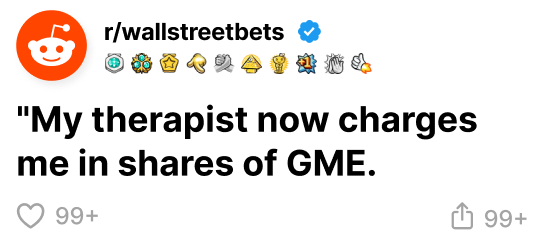 r/wallstreetbets
"My therapist now charges
me in shares of GME.
99+
99+